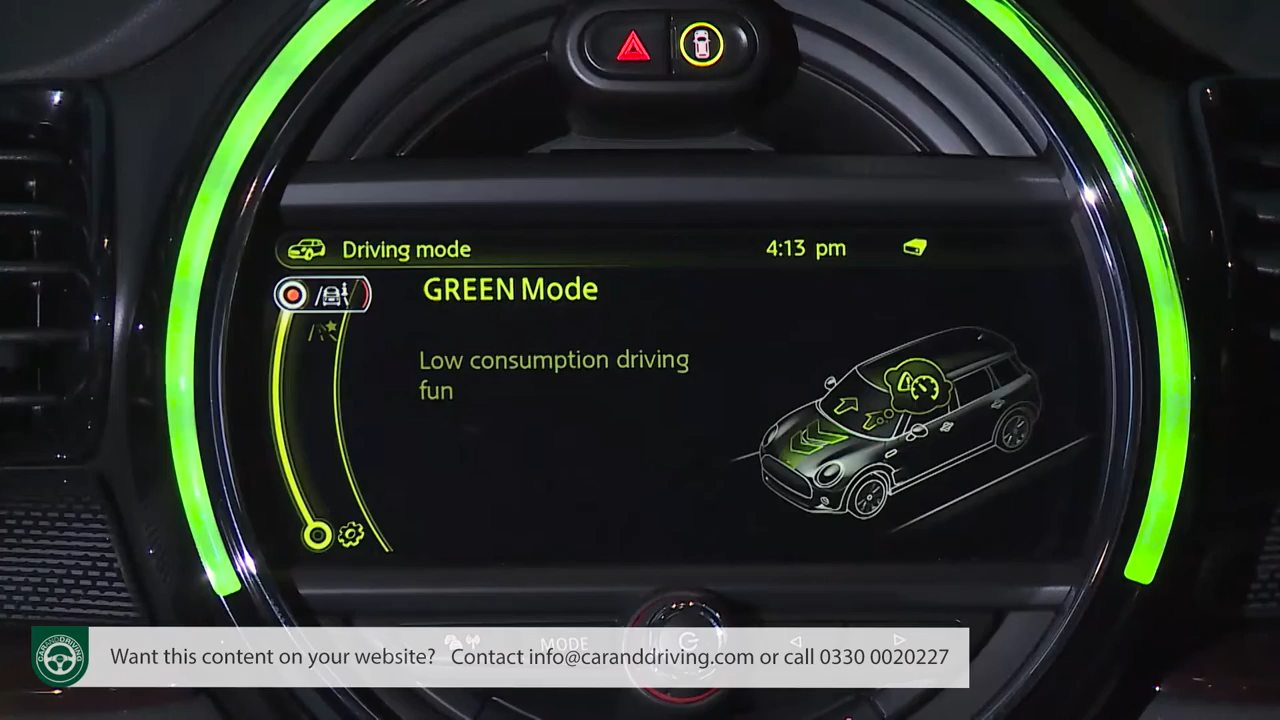 Driving mode
4:13 pm
GREEN Mode
Low consumption driving
fun
MODE
CARANDDRIVING
Want this content on your website? Contact info@caranddriving.com or call 0330 0020227